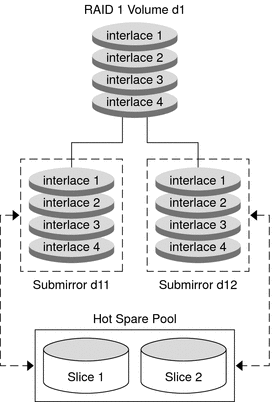 RAID 1 Volume d1
interlace 1
interlace 2
interlace 3
interlace 4
interlace 1
interlace 2
interlace 3
interlace 4
Submirror d11
interlace 1
interlace 2
interlace 3
interlace 4
Submirror d12
Hot Spare Pool
Slice 1
Slice 2